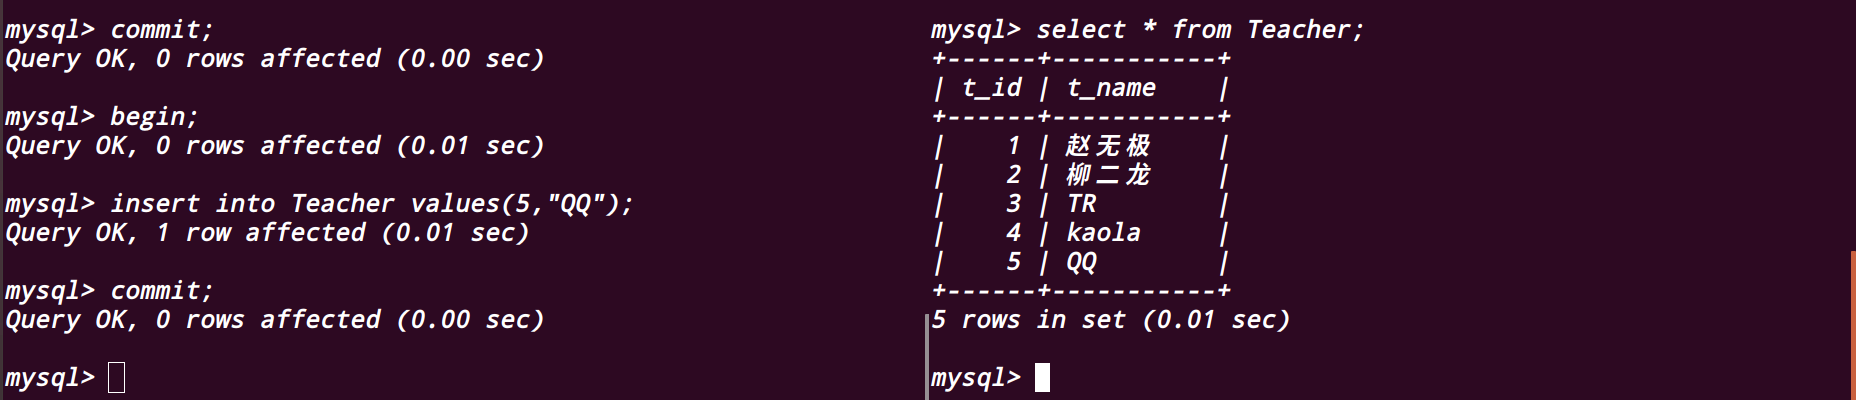 mysql> commit;
Query OK, 0 rows affected (0.00 sec)
mysql> begin;
Query OK, 0 rows affected (0.01 sec)
mysql> insert into Teacher values(5,"QQ");
Query OK, 1 row affected (0.01 sec)
mysql> commit;
Query OK, 0 rows affected (0.00 sec)
mysql>
mysql> select * from Teacher;
+------+-----------+
| t_id | t_name    |
+------+-----------+
|    1 | 赵无极    |
|    2 | 柳二龙    |
|    3 | TR        |
|    4 | kaola     |
|    5 | QQ        |
+------+-----------+
5 rows in set (0.01 sec)
mysql>